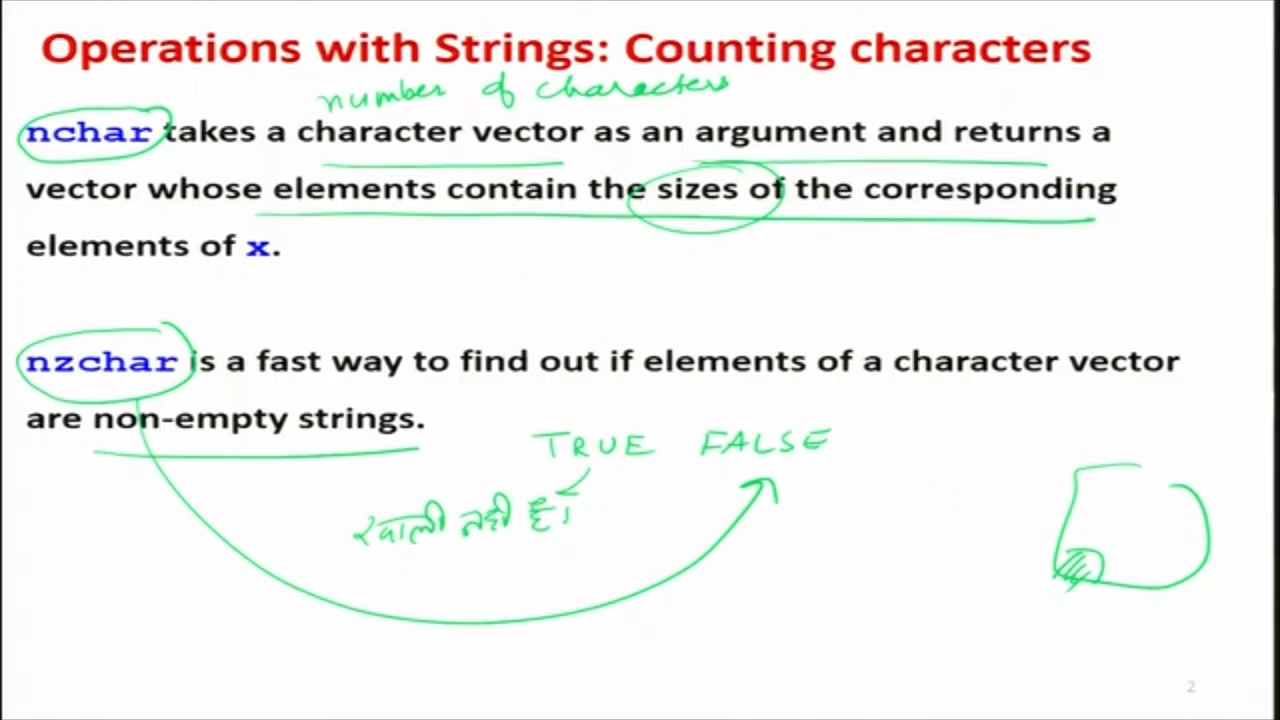 Operations with Strings: Counting characters
number of characters
nchar takes a character vector as an argument and returns a
vector whose elements contain the sizes of the corresponding
elements of x.
nzchar is a fast way to find out if elements of a character vector
are non-empty strings.
TRUE FALSE
खाली नहीं है।
2